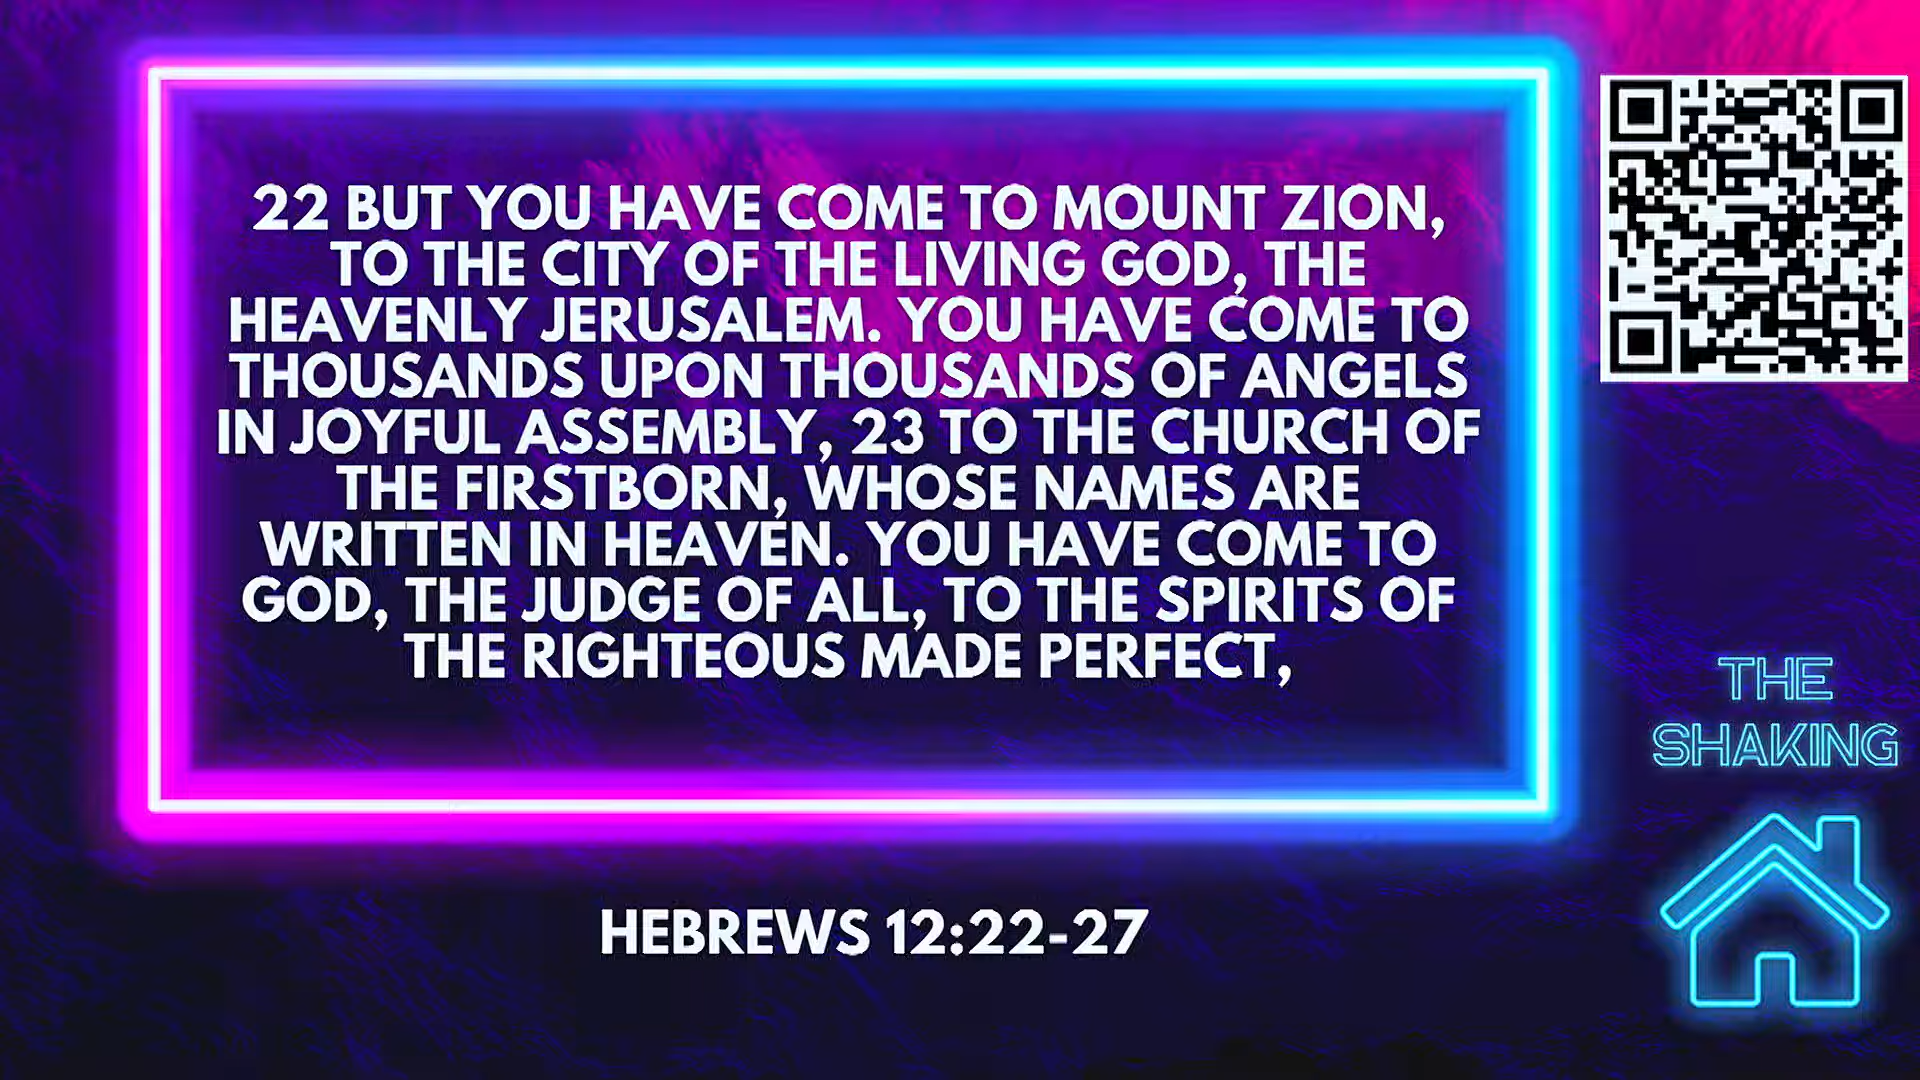 22 BUT YOU HAVE COME TO MOUNT ZION,
TO THE CITY OF THE LIVING GOD, THE
HEAVENLY JERUSALEM. YOU HAVE COME TO
THOUSANDS UPON THOUSANDS OF ANGELS
IN JOYFUL ASSEMBLY, 23 TO THE CHURCH OF
THE FIRSTBORN, WHOSE NAMES ARE
WRITTEN IN HEAVEN. YOU HAVE COME TO
GOD, THE JUDGE OF ALL, TO THE SPIRITS OF
THE RIGHTEOUS MADE PERFECT,
HEBREWS 12:22-27
THE
SHAKING